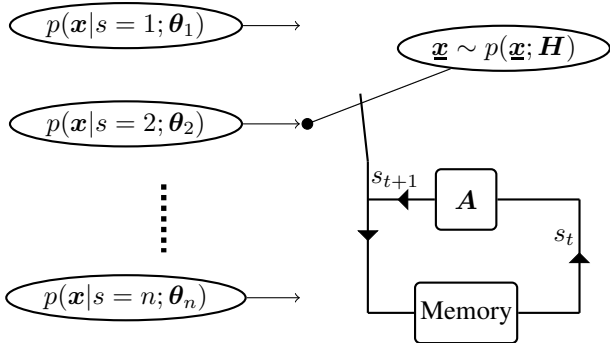 p(x|s = 1; θ₁)
x ∼ p(x; H)
p(x|s = 2; θ₂)
sₜ₊₁
A
sₜ
p(x|s = n; θₙ)
Memory